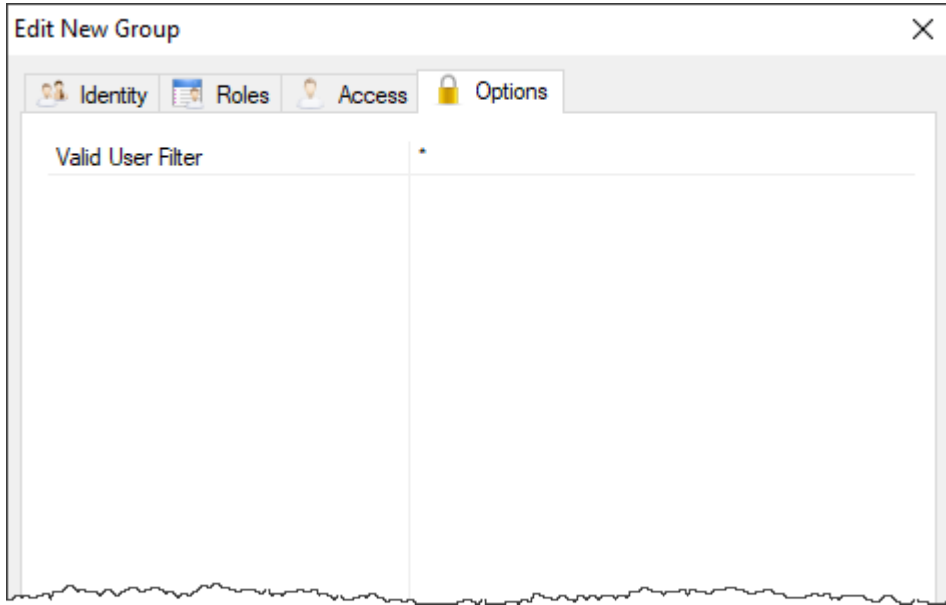 Edit New Group
Identity Roles Access Options
Valid User Filter *